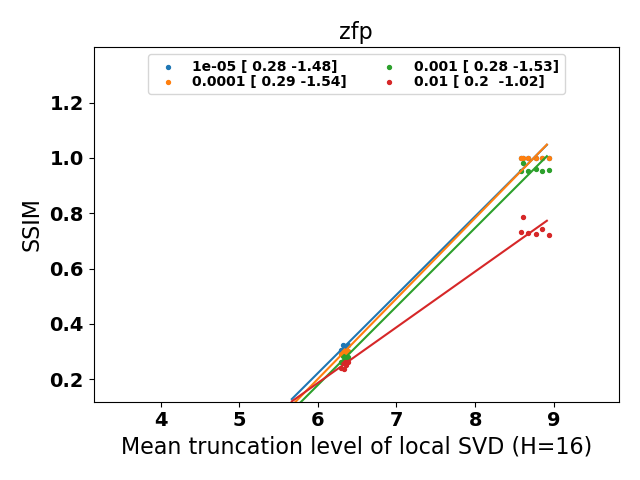 zfp
1e-05 [ 0.28 -1.48]
0.0001 [ 0.29 -1.54]
0.001 [ 0.28 -1.53]
0.01 [ 0.2  -1.02]
SSIM
1.2
1.0
0.8
0.6
0.4
0.2
4 5 6 7 8 9
Mean truncation level of local SVD (H=16)